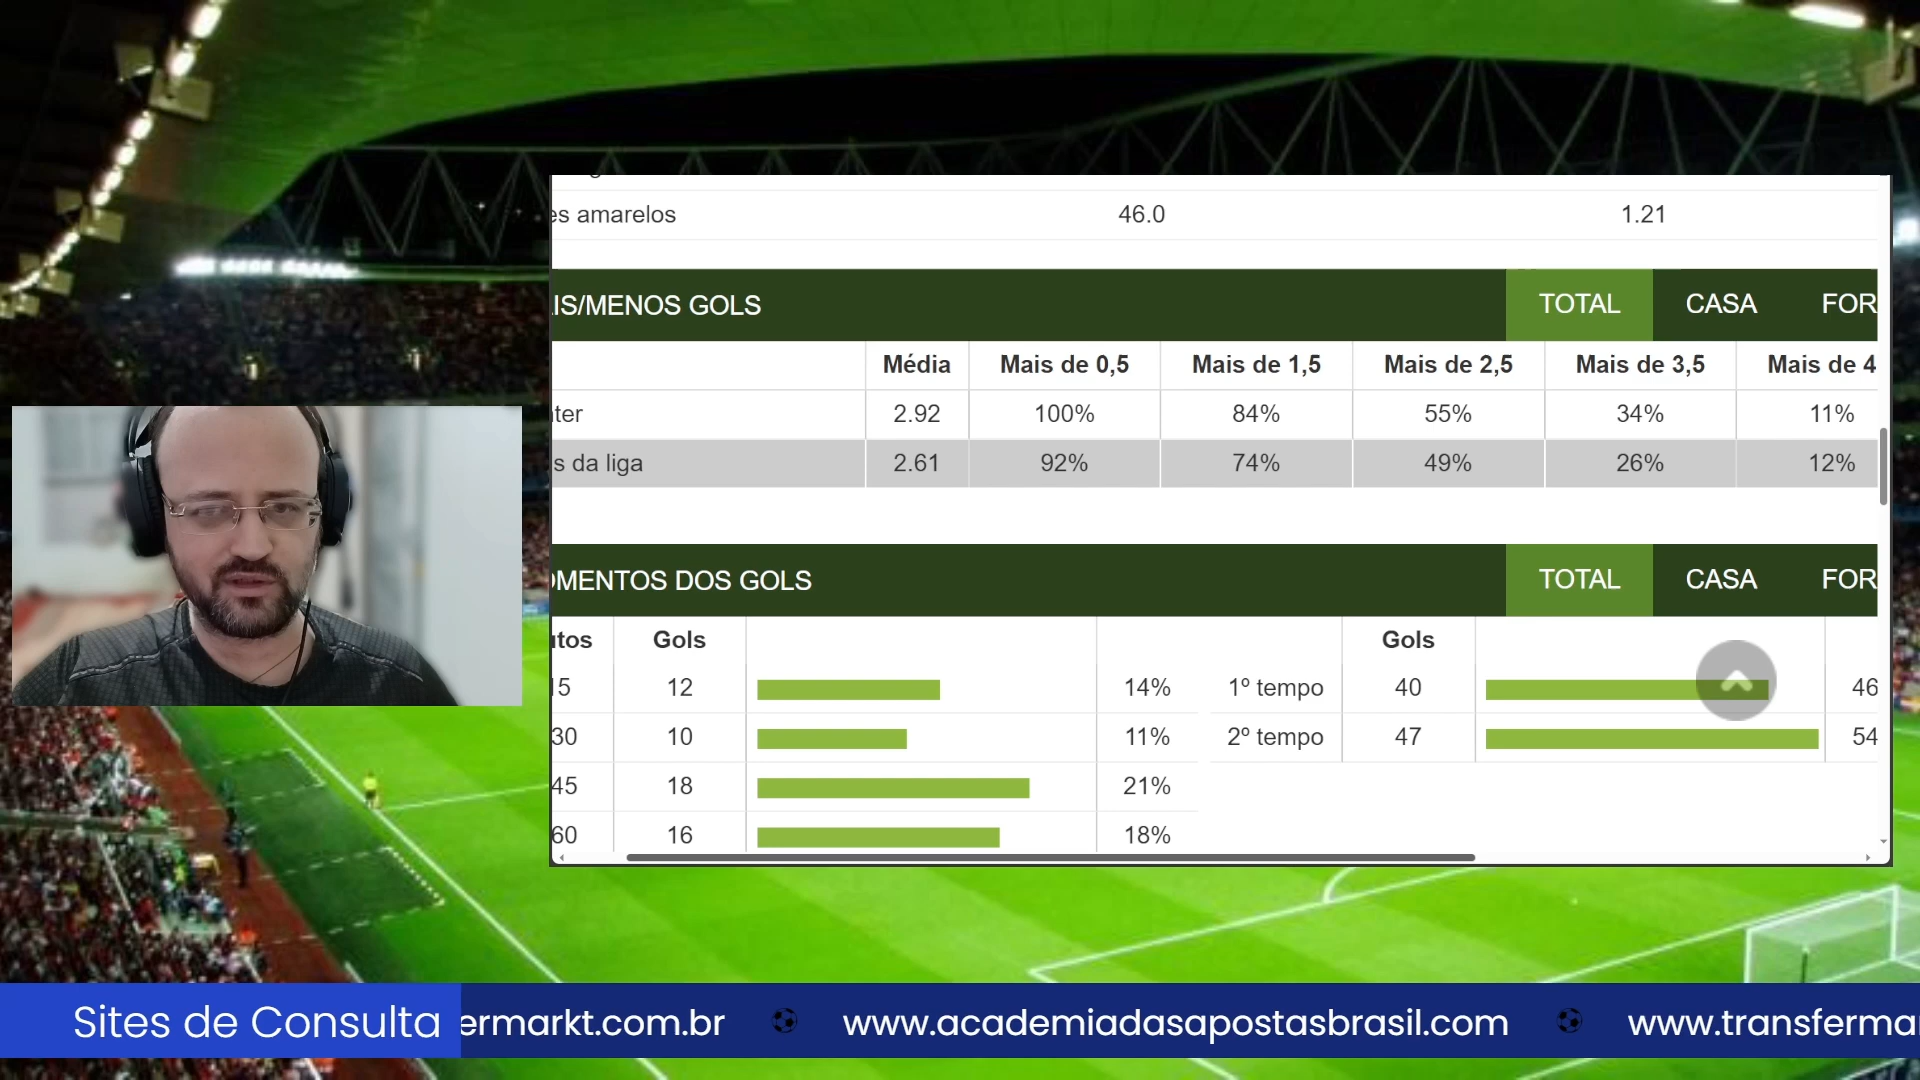 es amarelos 46.0 1.21
IS/MENOS GOLS TOTAL CASA FOR
Média Mais de 0,5 Mais de 1,5 Mais de 2,5 Mais de 3,5 Mais de 4
ter 2.92 100% 84% 55% 34% 11%
s da liga 2.61 92% 74% 49% 26% 12%
OMENTOS DOS GOLS TOTAL CASA FOR
utos Gols Gols
15 12 14% 1º tempo 40 46
30 10 11% 2º tempo 47 54
45 18 21%
60 16 18%
Sites de Consulta ermarkt.com.br www.academiadasapostasbrasil.com www.transfermar